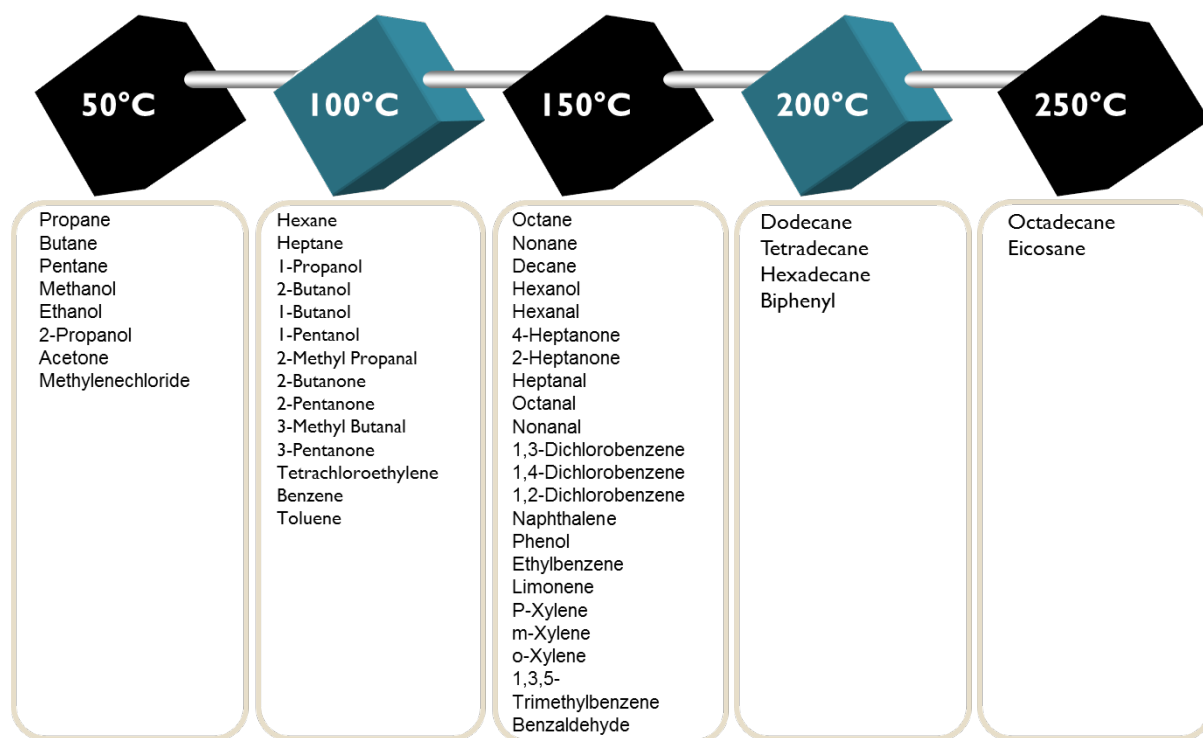 50°C
100°C
150°C
200°C
250°C
Propane
Butane
Pentane
Methanol
Ethanol
2-Propanol
Acetone
Methylenechloride
Hexane
Heptane
1-Propanol
2-Butanol
1-Butanol
1-Pentanol
2-Methyl Propanal
2-Butanone
2-Pentanone
3-Methyl Butanal
3-Pentanone
Tetrachloroethylene
Benzene
Toluene
Octane
Nonane
Decane
Hexanol
Hexanal
4-Heptanone
2-Heptanone
Heptanal
Octanal
Nonanal
1,3-Dichlorobenzene
1,4-Dichlorobenzene
1,2-Dichlorobenzene
Naphthalene
Phenol
Ethylbenzene
Limonene
P-Xylene
m-Xylene
o-Xylene
1,3,5-
Trimethylbenzene
Benzaldehyde
Dodecane
Tetradecane
Hexadecane
Biphenyl
Octadecane
Eicosane